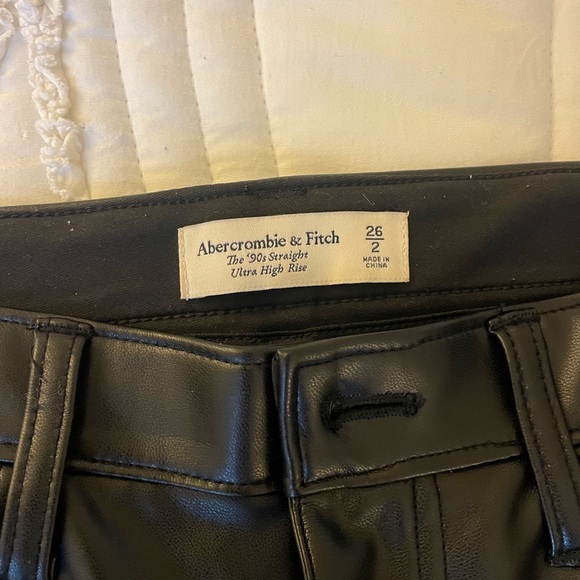 Abercrombie & Fitch
The '90s Straight
Ultra High Rise
26
2
MADE IN
CHINA